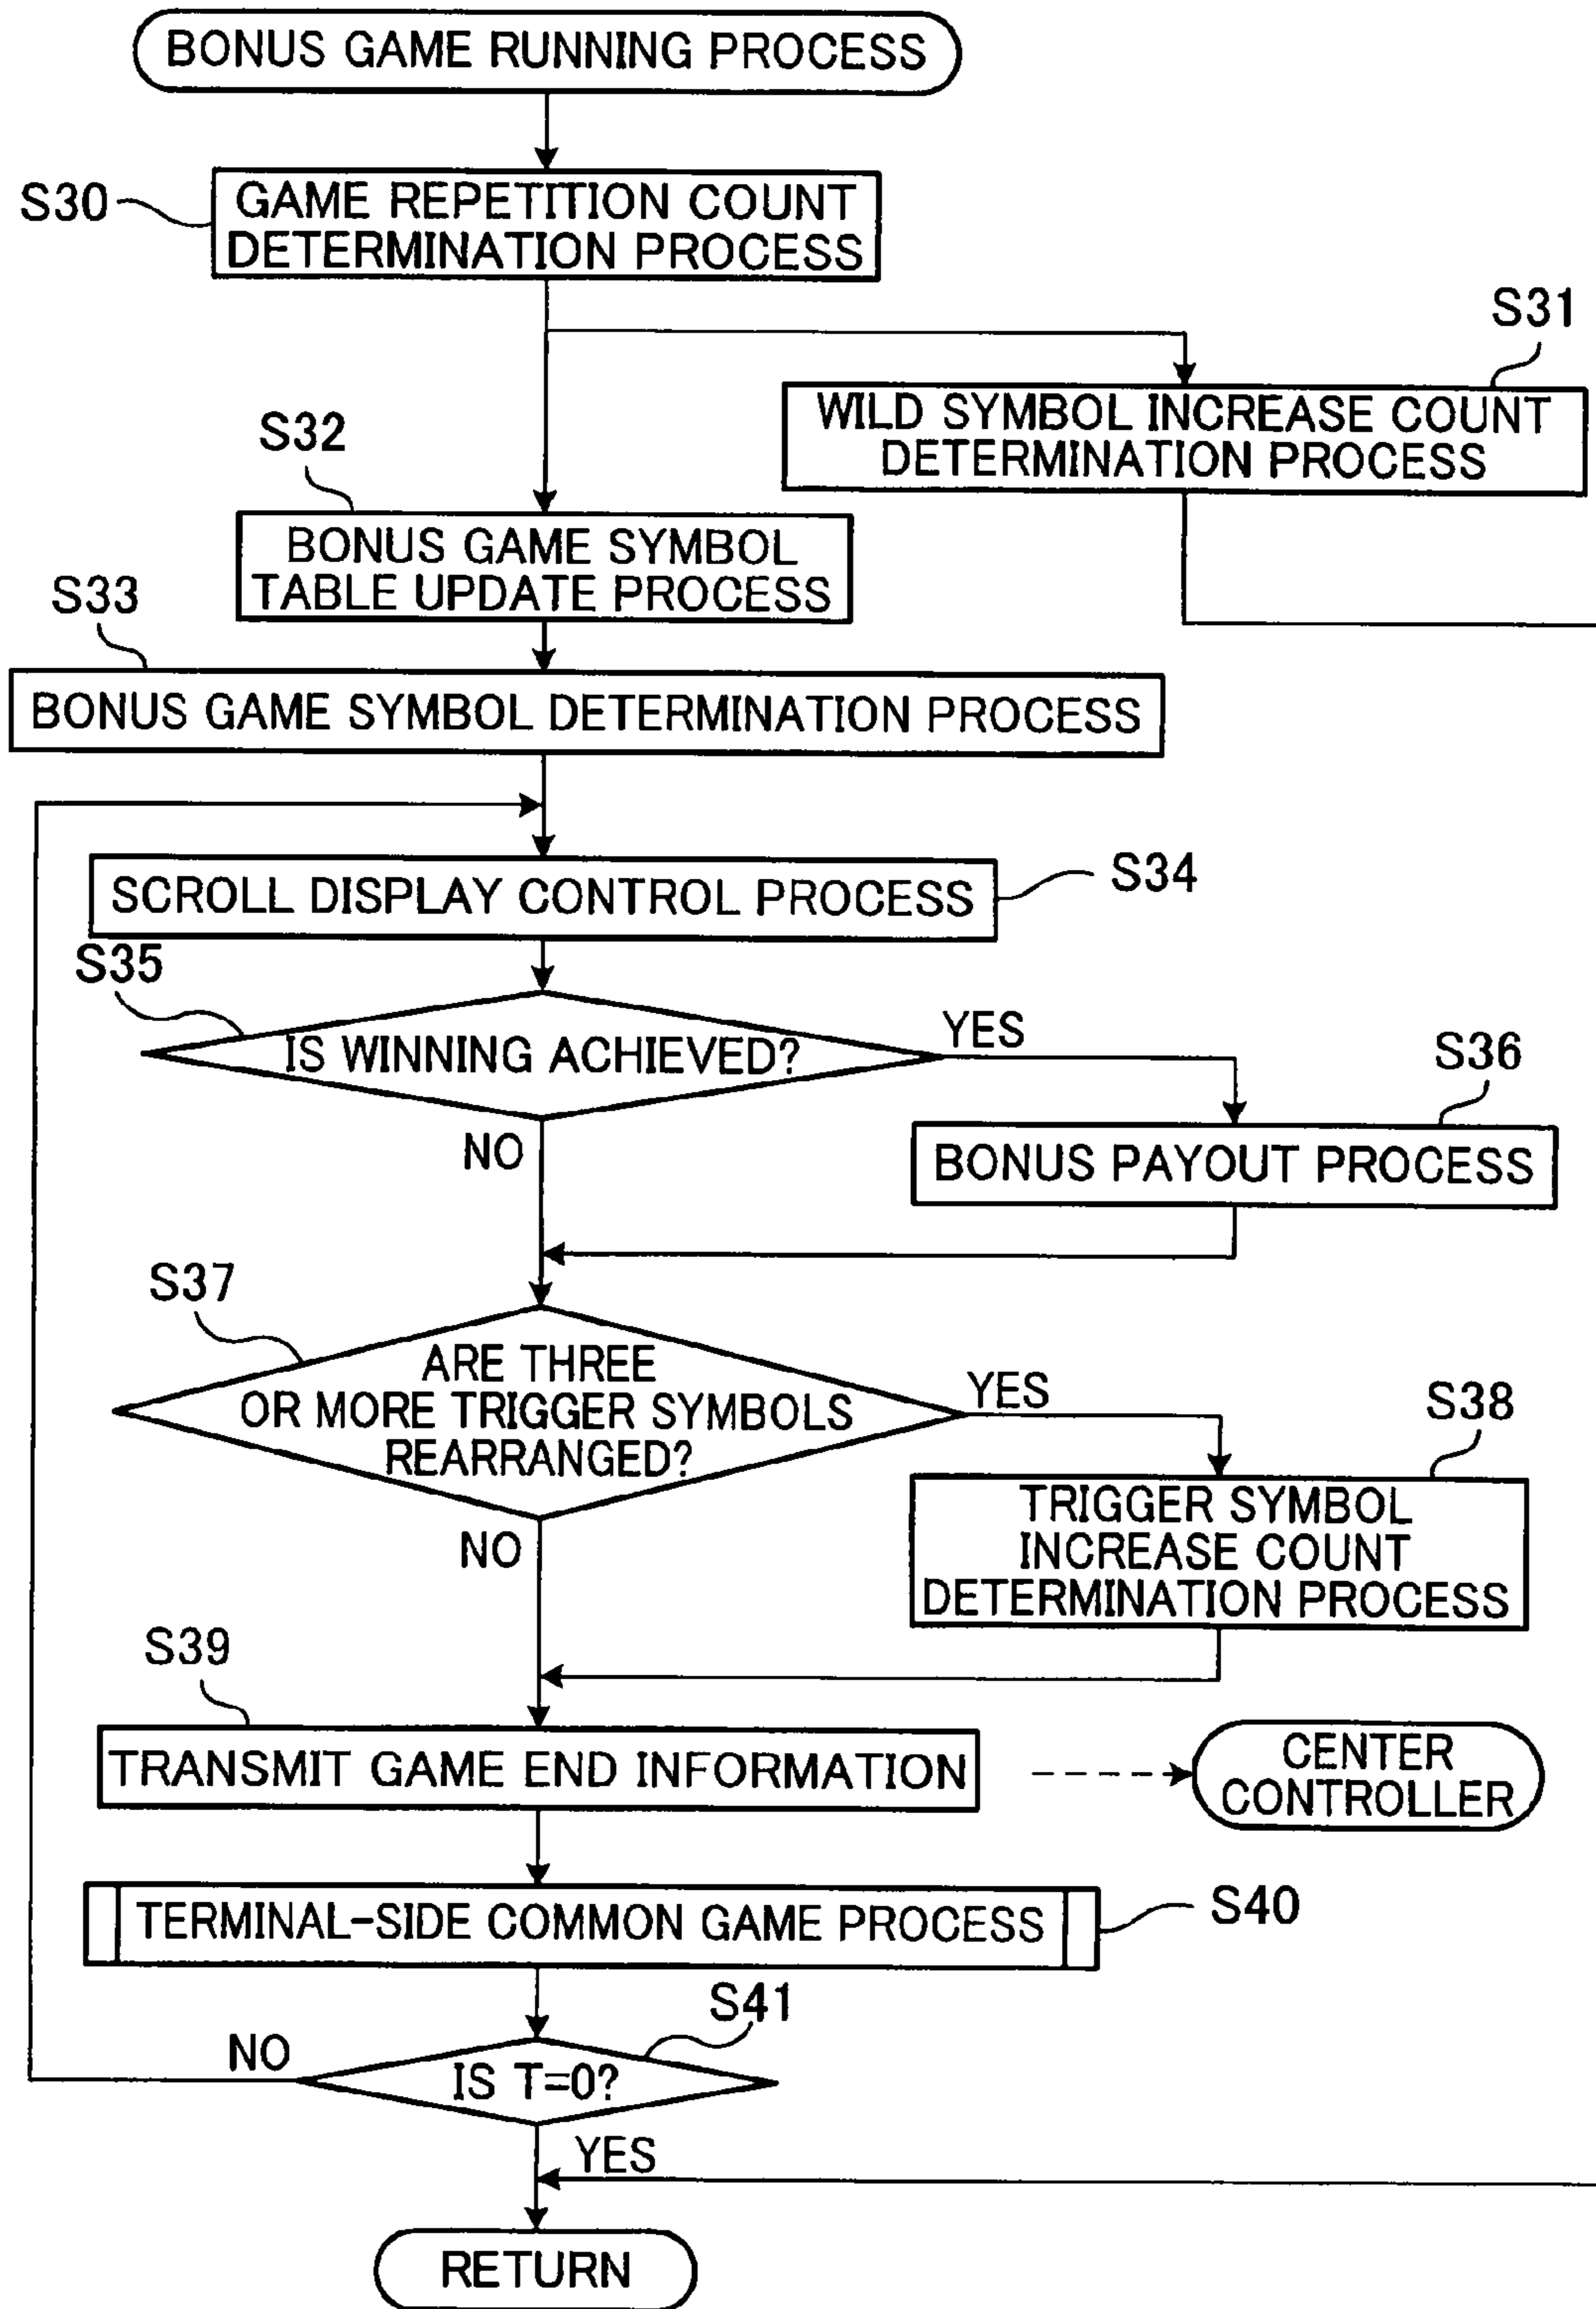 BONUS GAME RUNNING PROCESS
S30
GAME REPETITION COUNT
DETERMINATION PROCESS
S31
WILD SYMBOL INCREASE COUNT
DETERMINATION PROCESS
S32
BONUS GAME SYMBOL
TABLE UPDATE PROCESS
S33
BONUS GAME SYMBOL DETERMINATION PROCESS
SCROLL DISPLAY CONTROL PROCESS
S34
S35
IS WINNING ACHIEVED?
YES
NO
S36
BONUS PAYOUT PROCESS
S37
ARE THREE
OR MORE TRIGGER SYMBOLS
REARRANGED?
YES
NO
S38
TRIGGER SYMBOL
INCREASE COUNT
DETERMINATION PROCESS
S39
TRANSMIT GAME END INFORMATION
CENTER
CONTROLLER
TERMINAL-SIDE COMMON GAME PROCESS
S40
S41
NO
IS T=0?
YES
RETURN